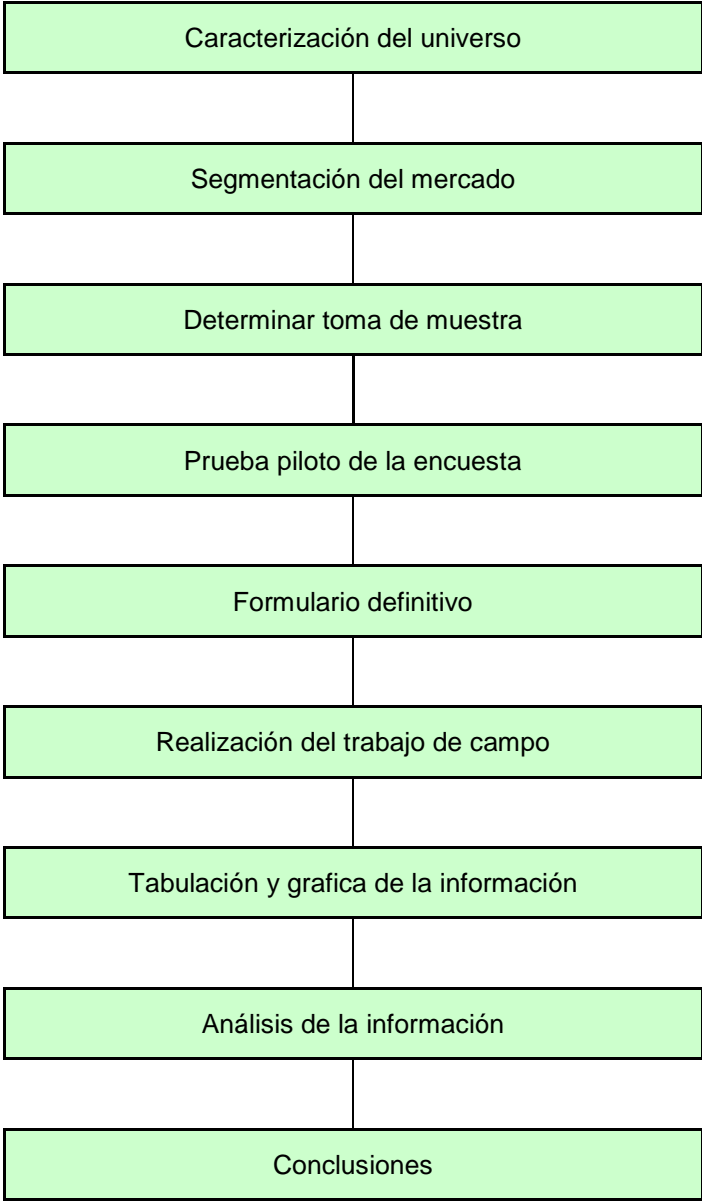 Caracterización del universo
Segmentación del mercado
Determinar toma de muestra
Prueba piloto de la encuesta
Formulario definitivo
Realización del trabajo de campo
Tabulación y grafica de la información
Análisis de la información
Conclusiones